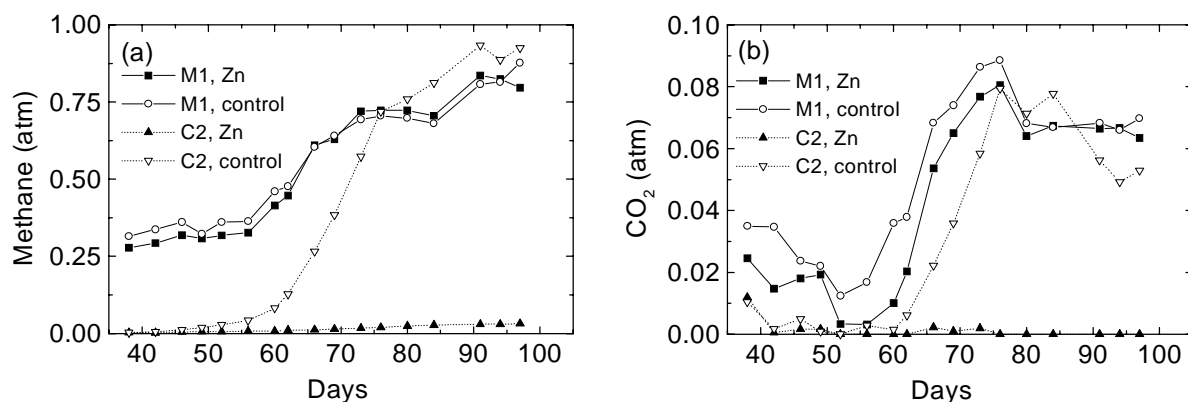 (a)
M1, Zn
M1, control
C2, Zn
C2, control
Methane (atm)
1.00
0.75
0.50
0.25
0.00
40 50 60 70 80 90 100
Days
(b)
M1, Zn
M1, control
C2, Zn
C2, control
CO₂ (atm)
0.10
0.08
0.06
0.04
0.02
0.00
40 50 60 70 80 90 100
Days